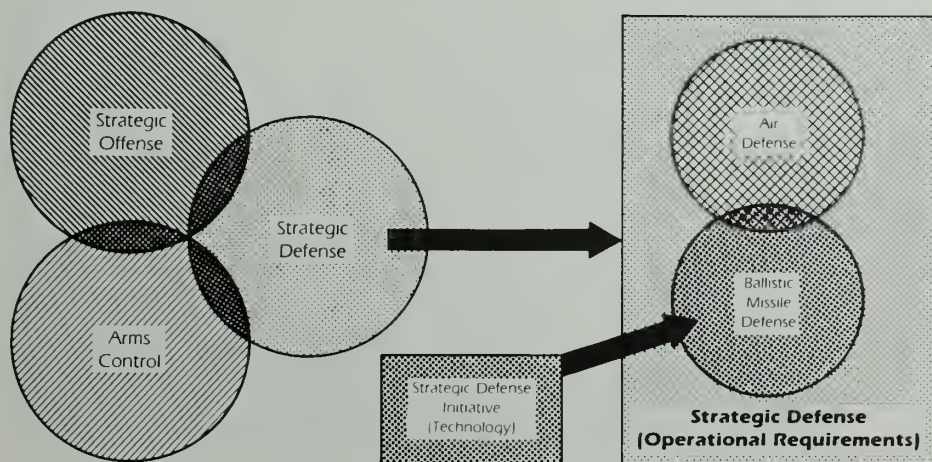 Strategic
Offense
Strategic
Defense
Arms
Control
Strategic Defense
Initiative
(Technology)
Air
Defense
Ballistic
Missile
Defense
Strategic Defense
(Operational Requirements)